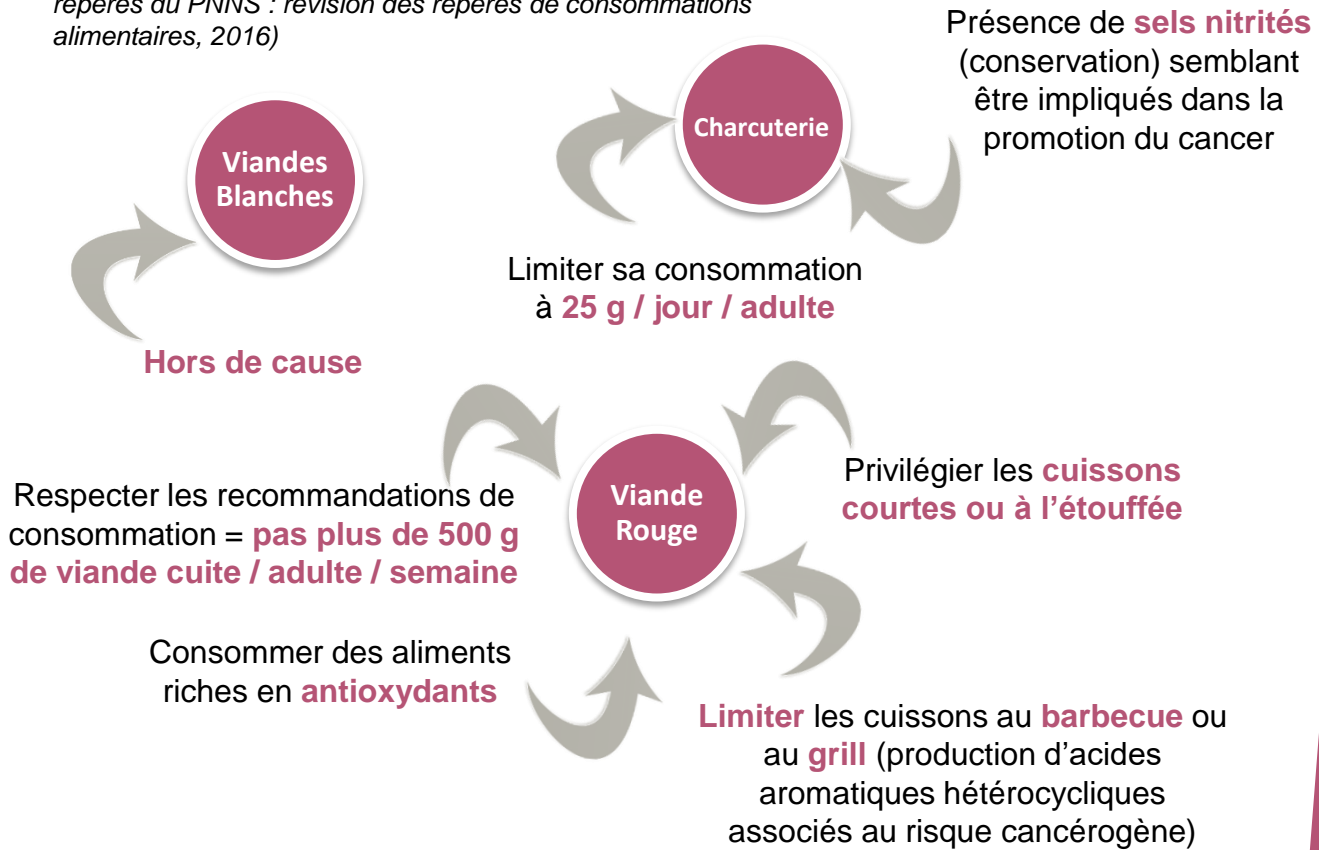 repères du PNNS : révision des repères de consommations
alimentaires, 2016)
Présence de sels nitrités
(conservation) semblant
être impliqués dans la
promotion du cancer
Charcuterie
Viandes
Blanches
Limiter sa consommation
à 25 g / jour / adulte
Hors de cause
Respecter les recommandations de
consommation = pas plus de 500 g
de viande cuite / adulte / semaine
Viande
Rouge
Privilégier les cuissons
courtes ou à l’étouffée
Consommer des aliments
riches en antioxydants
Limiter les cuissons au barbecue ou
au grill (production d’acides
aromatiques hétérocycliques
associés au risque cancérogène)